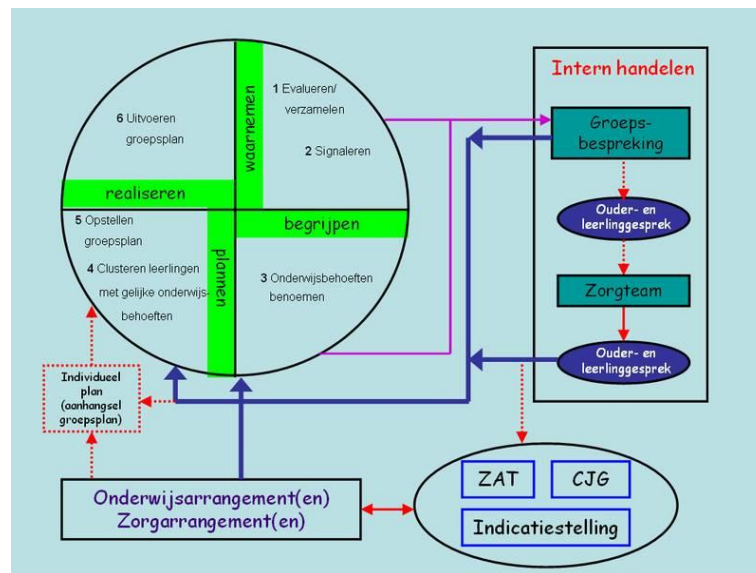 1 Evalueren/
verzamelen
2 Signaleren
waarnemen
6 Uitvoeren
groepsplan
realiseren
begrijpen
plannen
5 Opstellen
groepsplan
4 Clusteren leerlingen
met gelijke onderwijs-
behoeften
3 Onderwijsbehoeften
benoemen
Intern handelen
Groeps-
bespreking
Ouder- en
leerlinggesprek
Zorgteam
Ouder- en
leerlinggesprek
Individueel
plan
(aanhangsel
groepsplan)
Onderwijsarrangement(en)
Zorgarrangement(en)
ZAT
CJG
Indicatiestelling